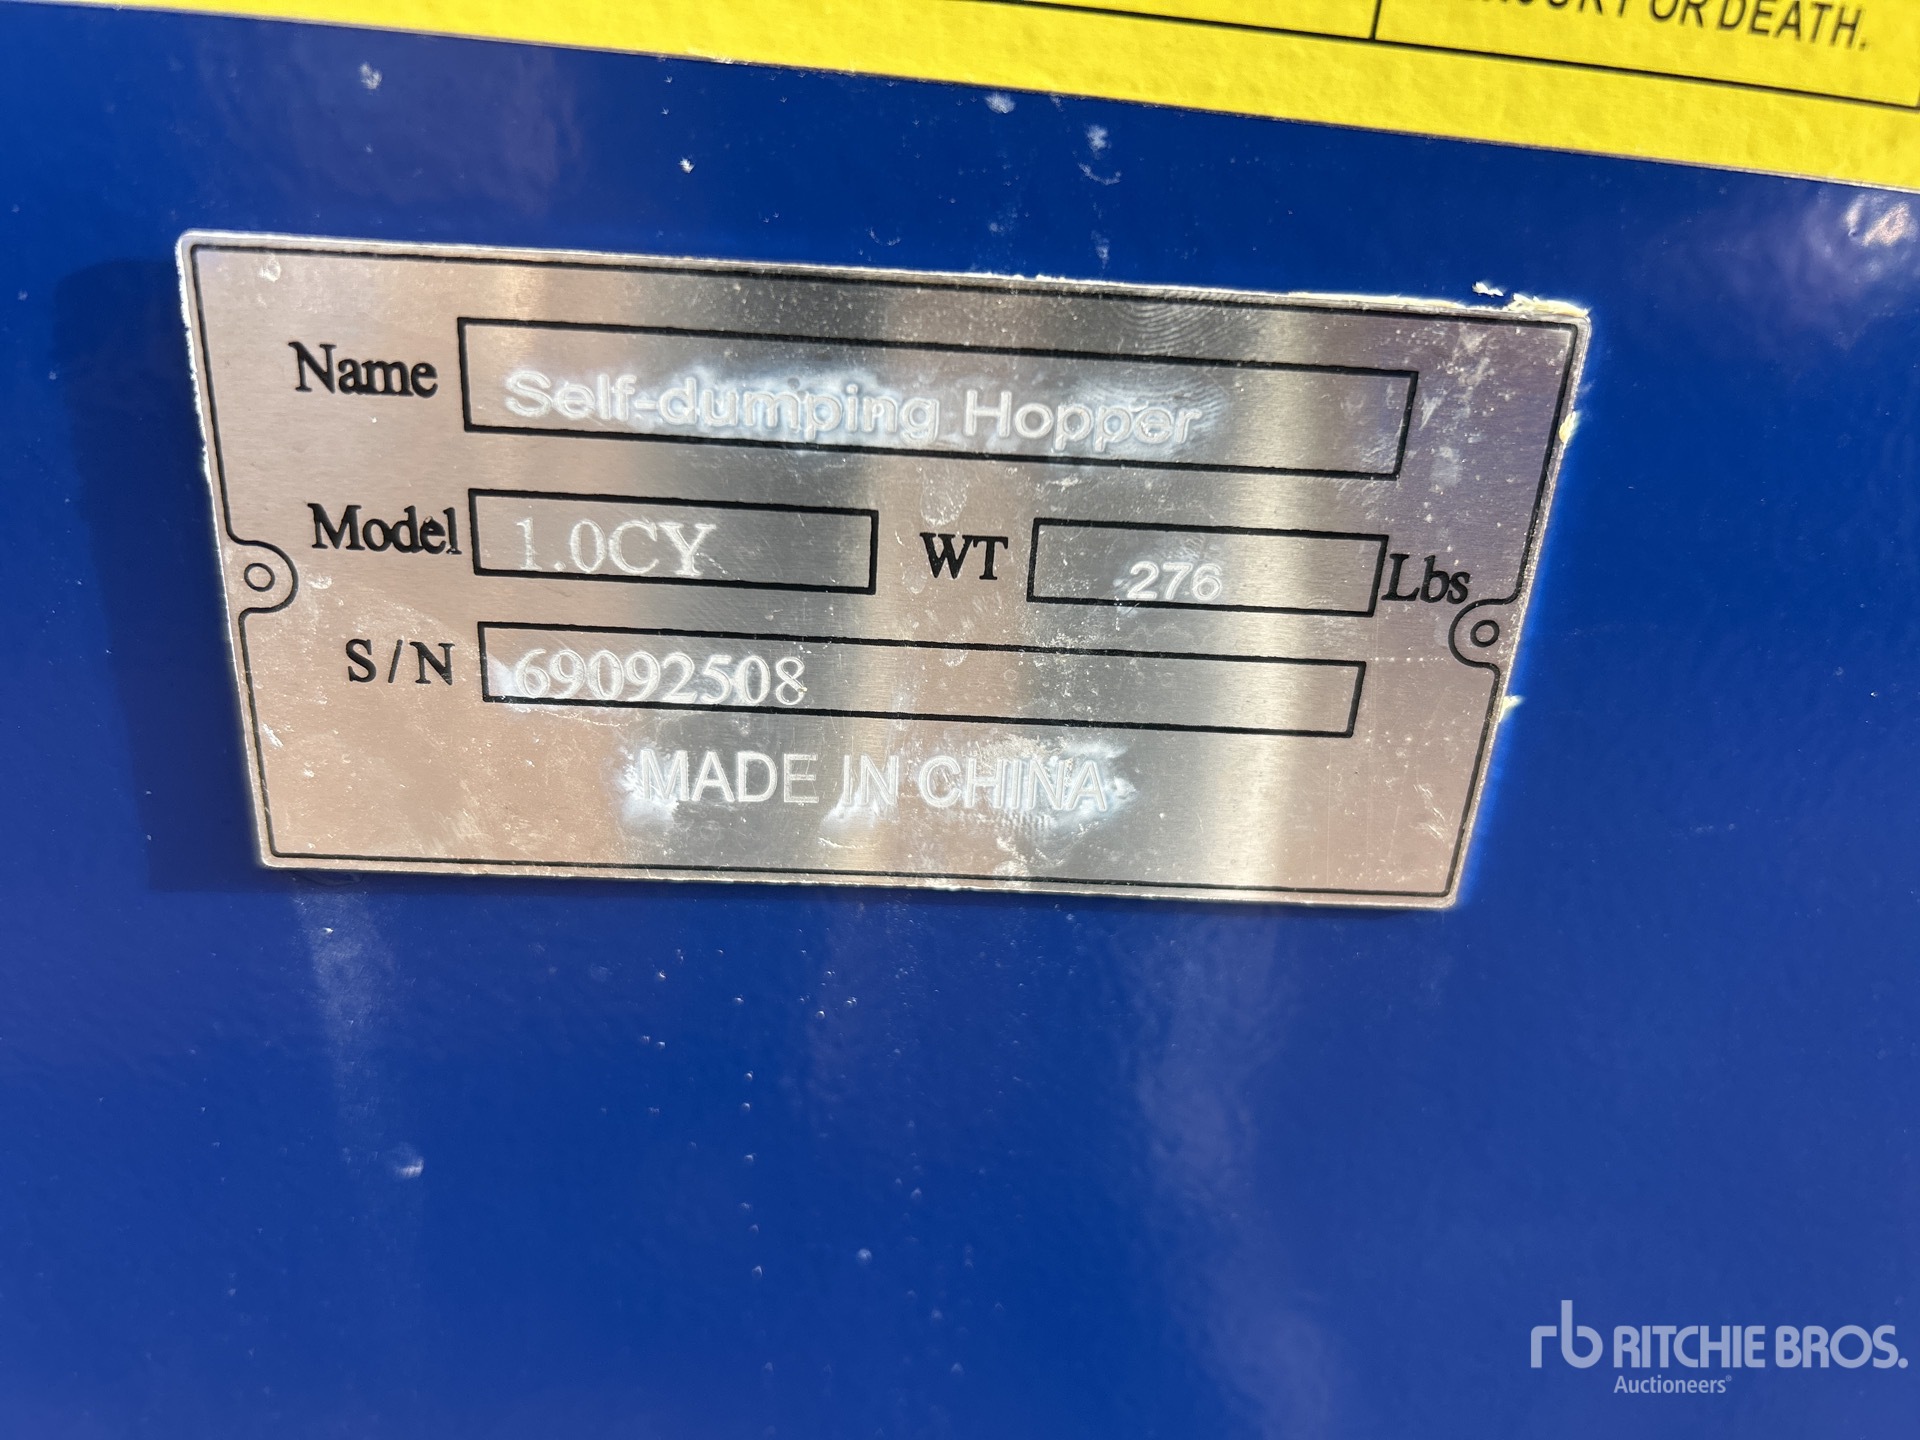 OR DEATH.
Name Self-dumping Hopper
Model 1.0CY WT 276 Lbs
S/N 69092508
MADE IN CHINA
rb RITCHIE BROS.
Auctioneers